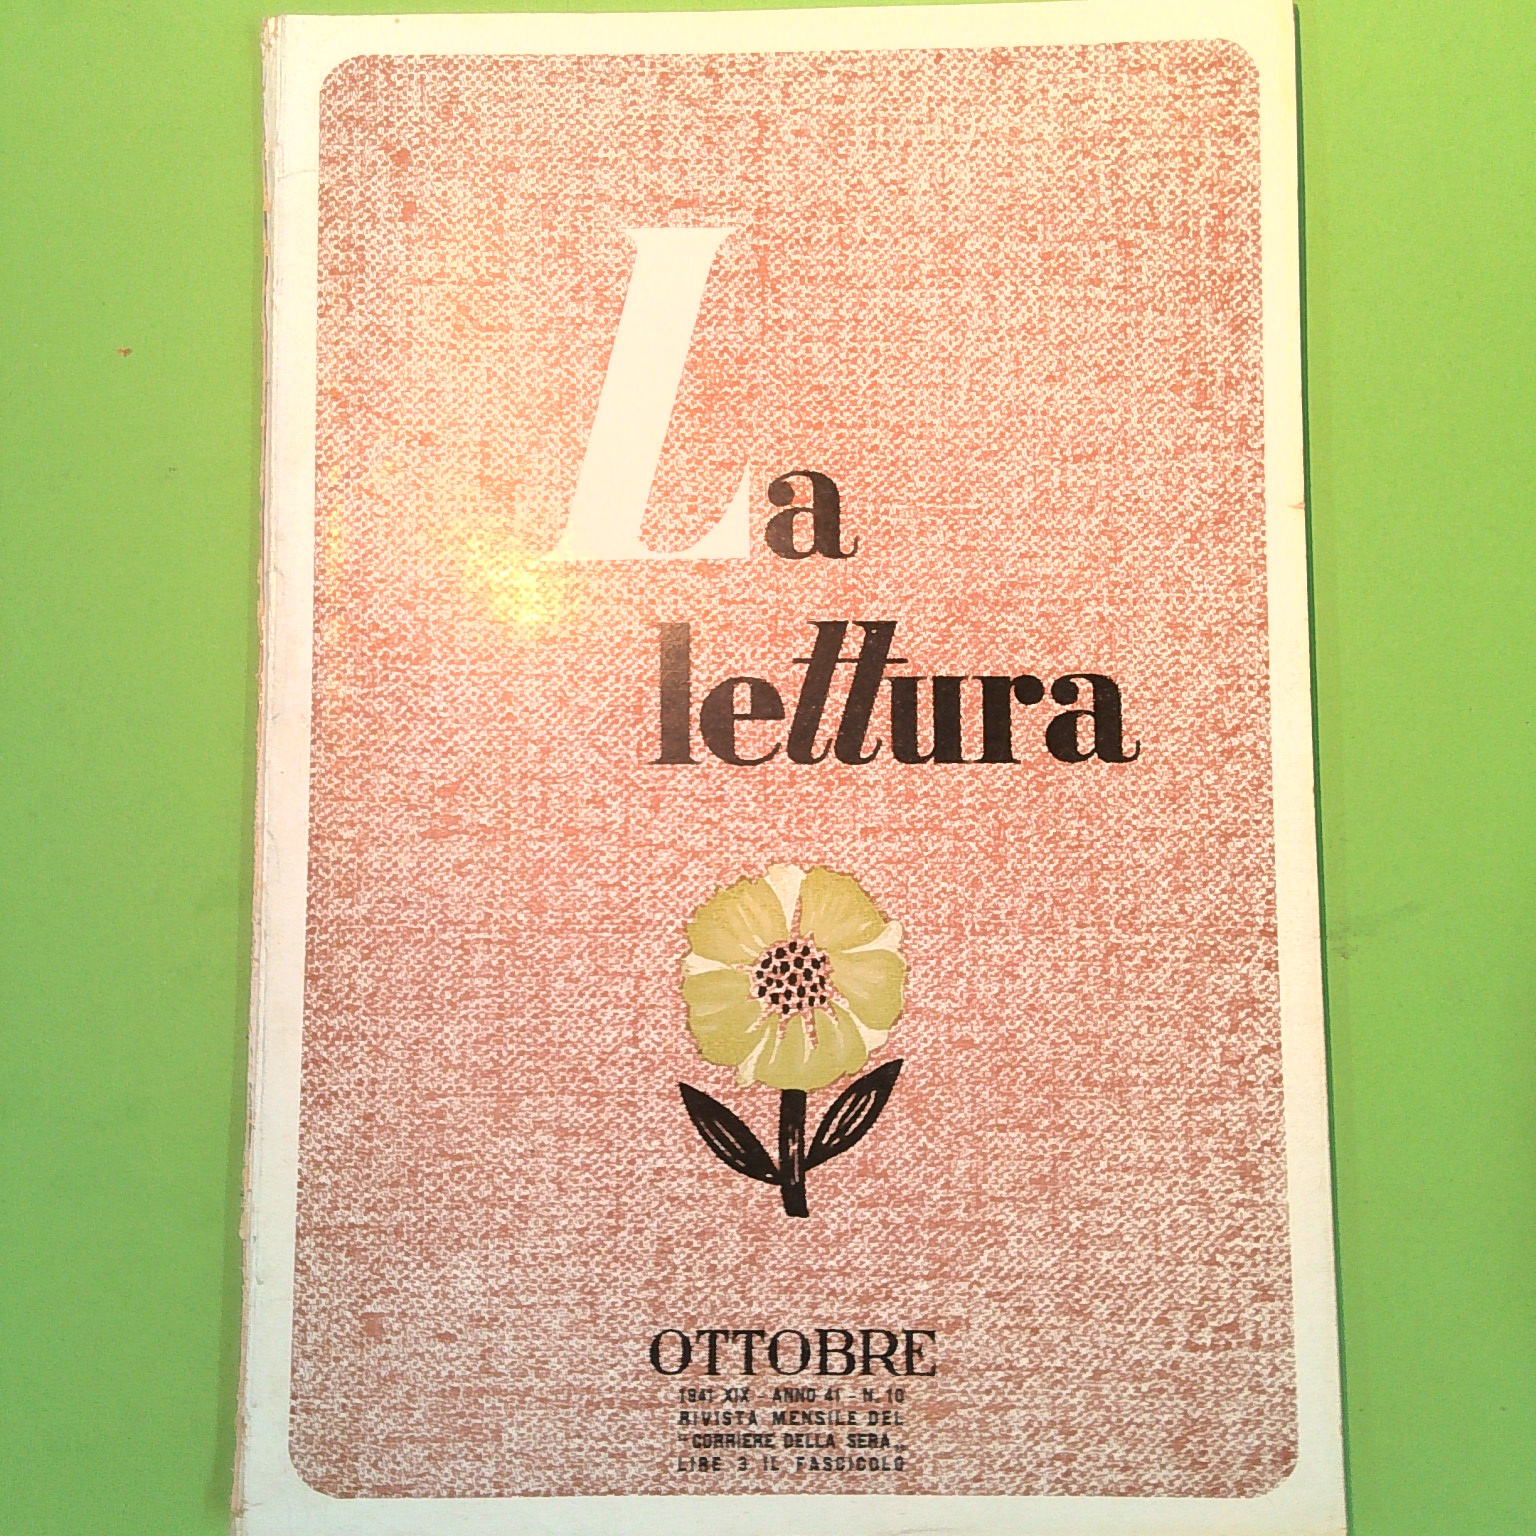 La
lettura
OTTOBRE
1941 XIX - ANNO 41 - N. 10
RIVISTA MENSILE DEL
"CORRIERE DELLA SERA„
LIRE 3 IL FASCICOLO